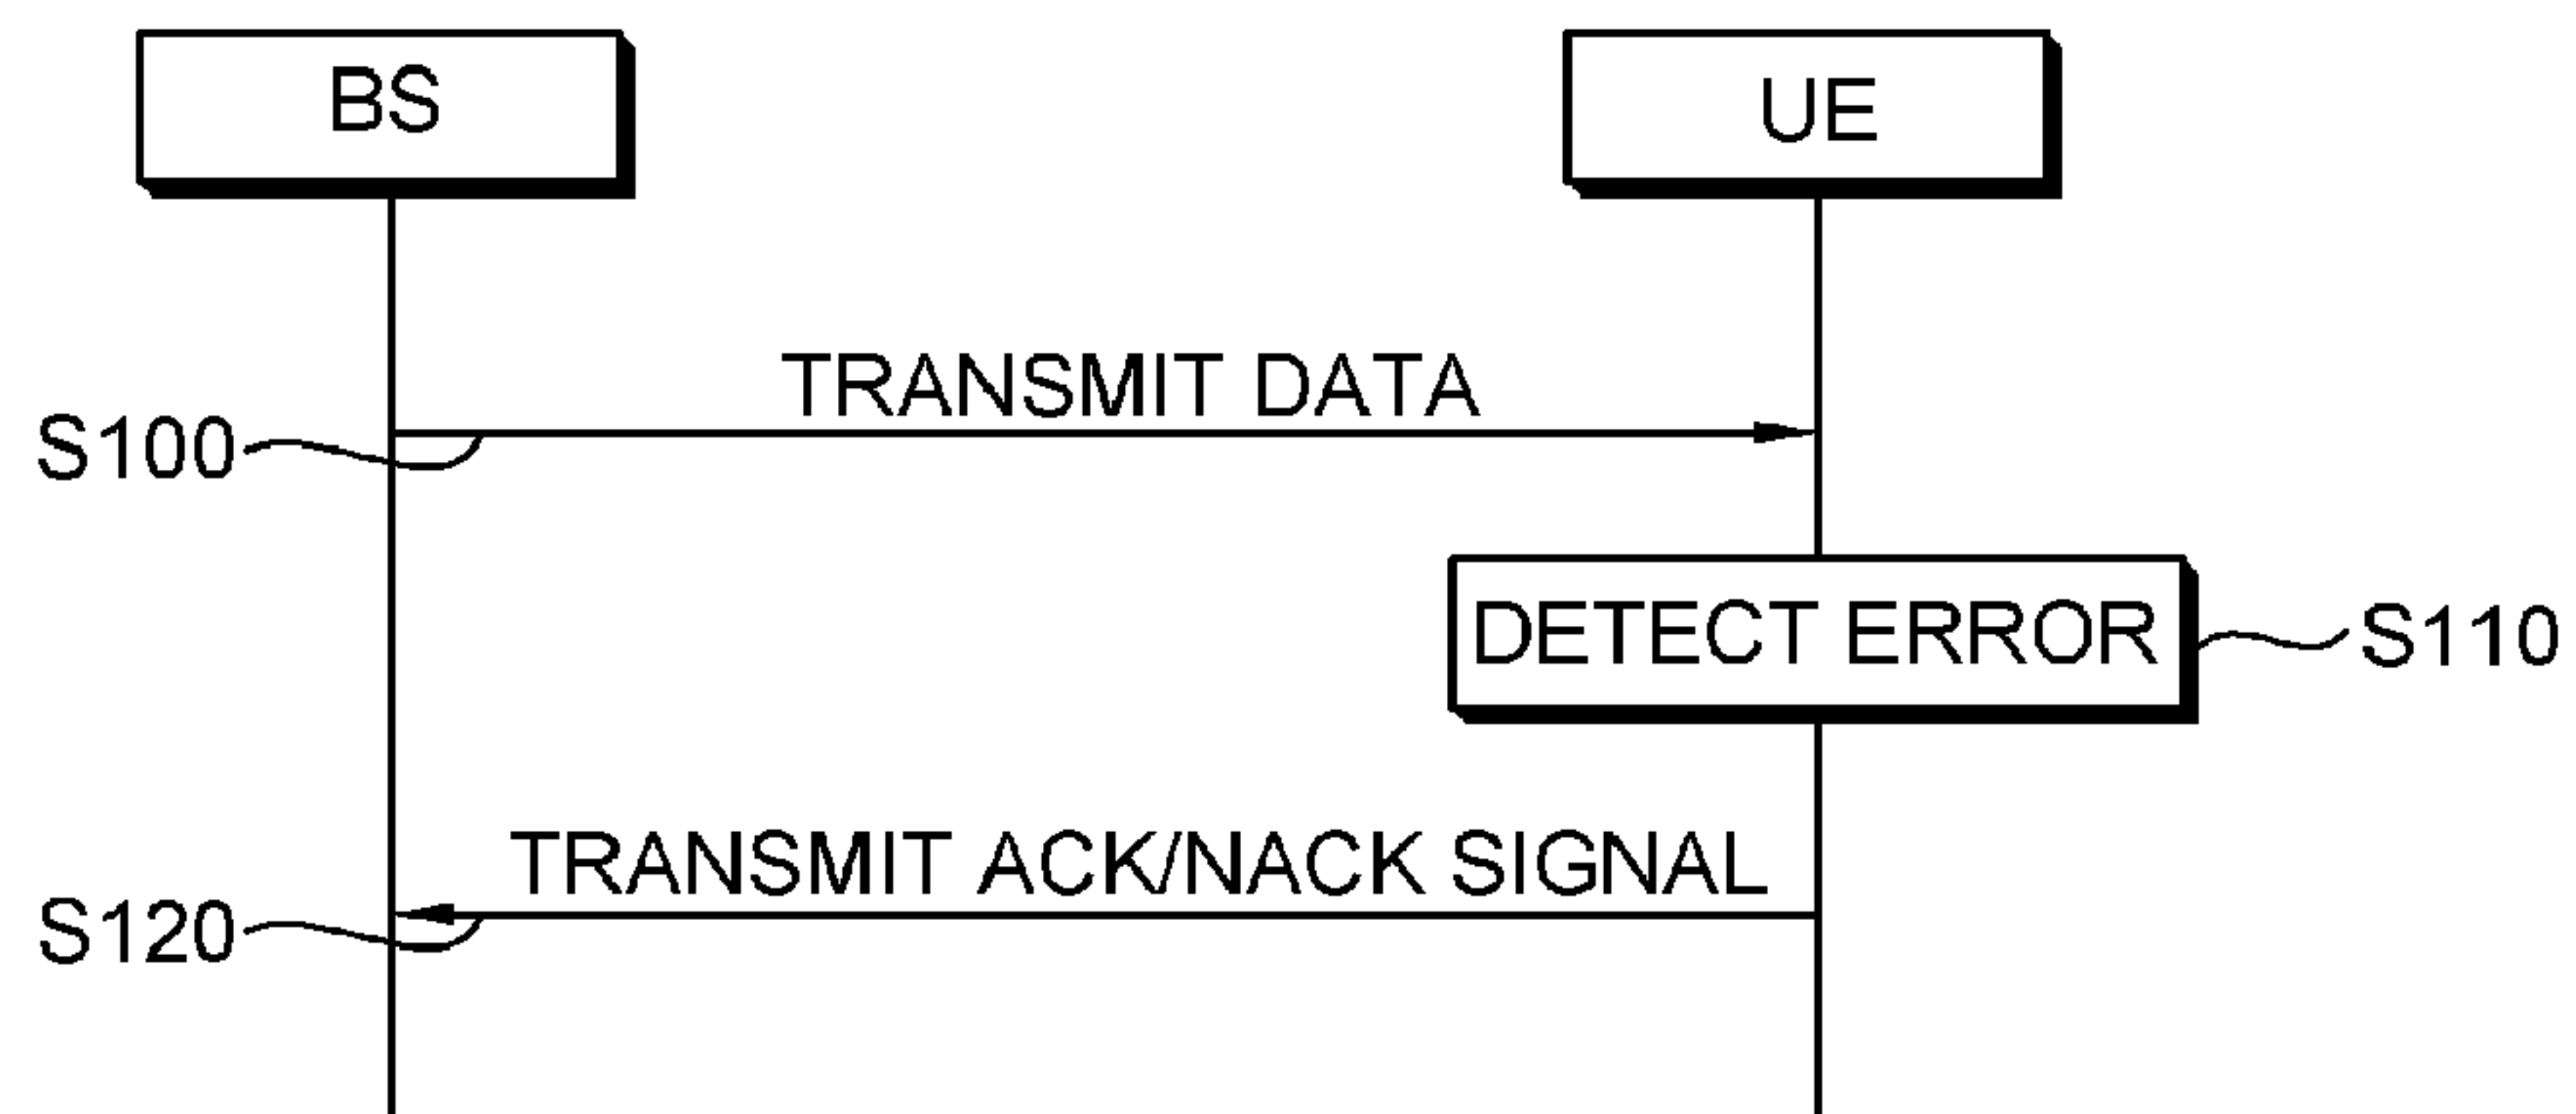 BS
UE
TRANSMIT DATA
S100
DETECT ERROR
S110
TRANSMIT ACK/NACK SIGNAL
S120